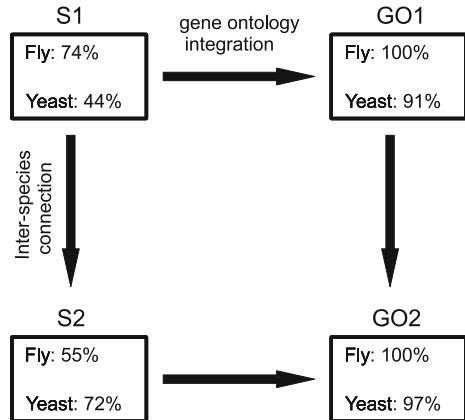 S1
Fly: 74%
Yeast: 44%
gene ontology
integration
GO1
Fly: 100%
Yeast: 91%
Inter-species
connection
S2
Fly: 55%
Yeast: 72%
GO2
Fly: 100%
Yeast: 97%